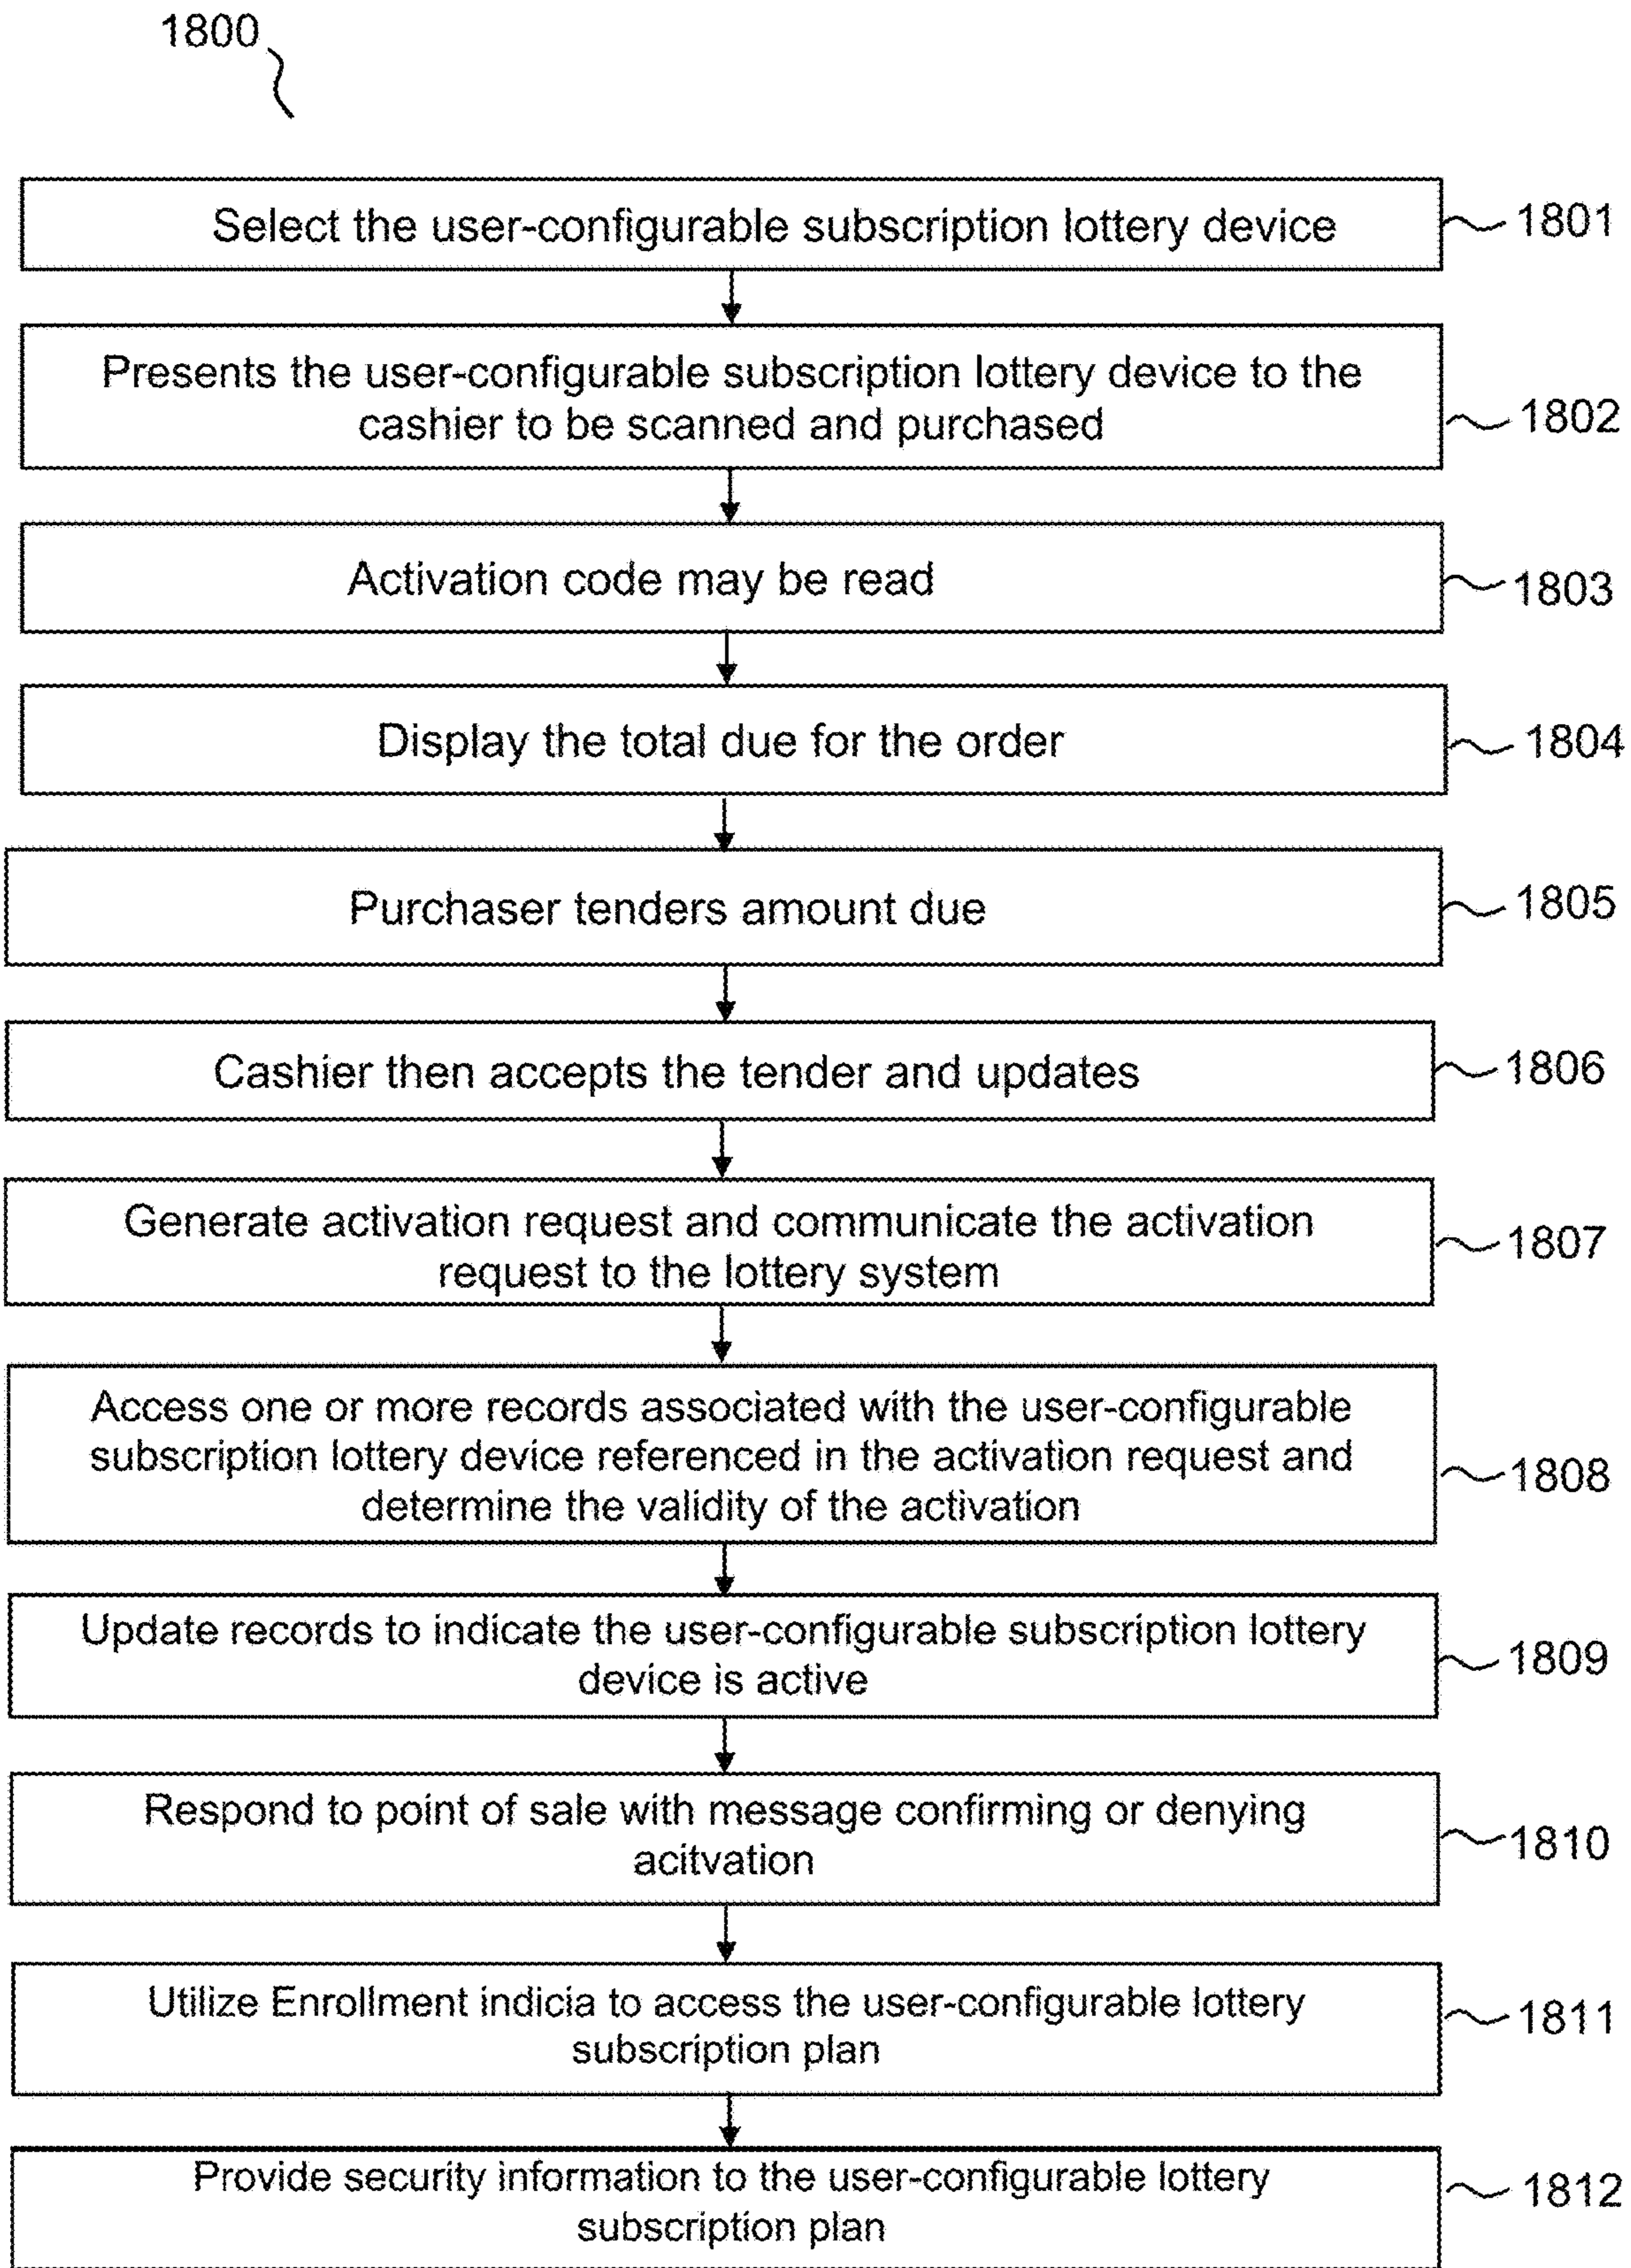 1800
Select the user-configurable subscription lottery device
1801
Presents the user-configurable subscription lottery device to the
cashier to be scanned and purchased
1802
Activation code may be read
1803
Display the total due for the order
1804
Purchaser tenders amount due
1805
Cashier then accepts the tender and updates
1806
Generate activation request and communicate the activation
request to the lottery system
1807
Access one or more records associated with the user-configurable
subscription lottery device referenced in the activation request and
determine the validity of the activation
1808
Update records to indicate the user-configurable subscription lottery
device is active
1809
Respond to point of sale with message confirming or denying
acitvation
1810
Utilize Enrollment indicia to access the user-configurable lottery
subscription plan
1811
Provide security information to the user-configurable lottery
subscription plan
1812